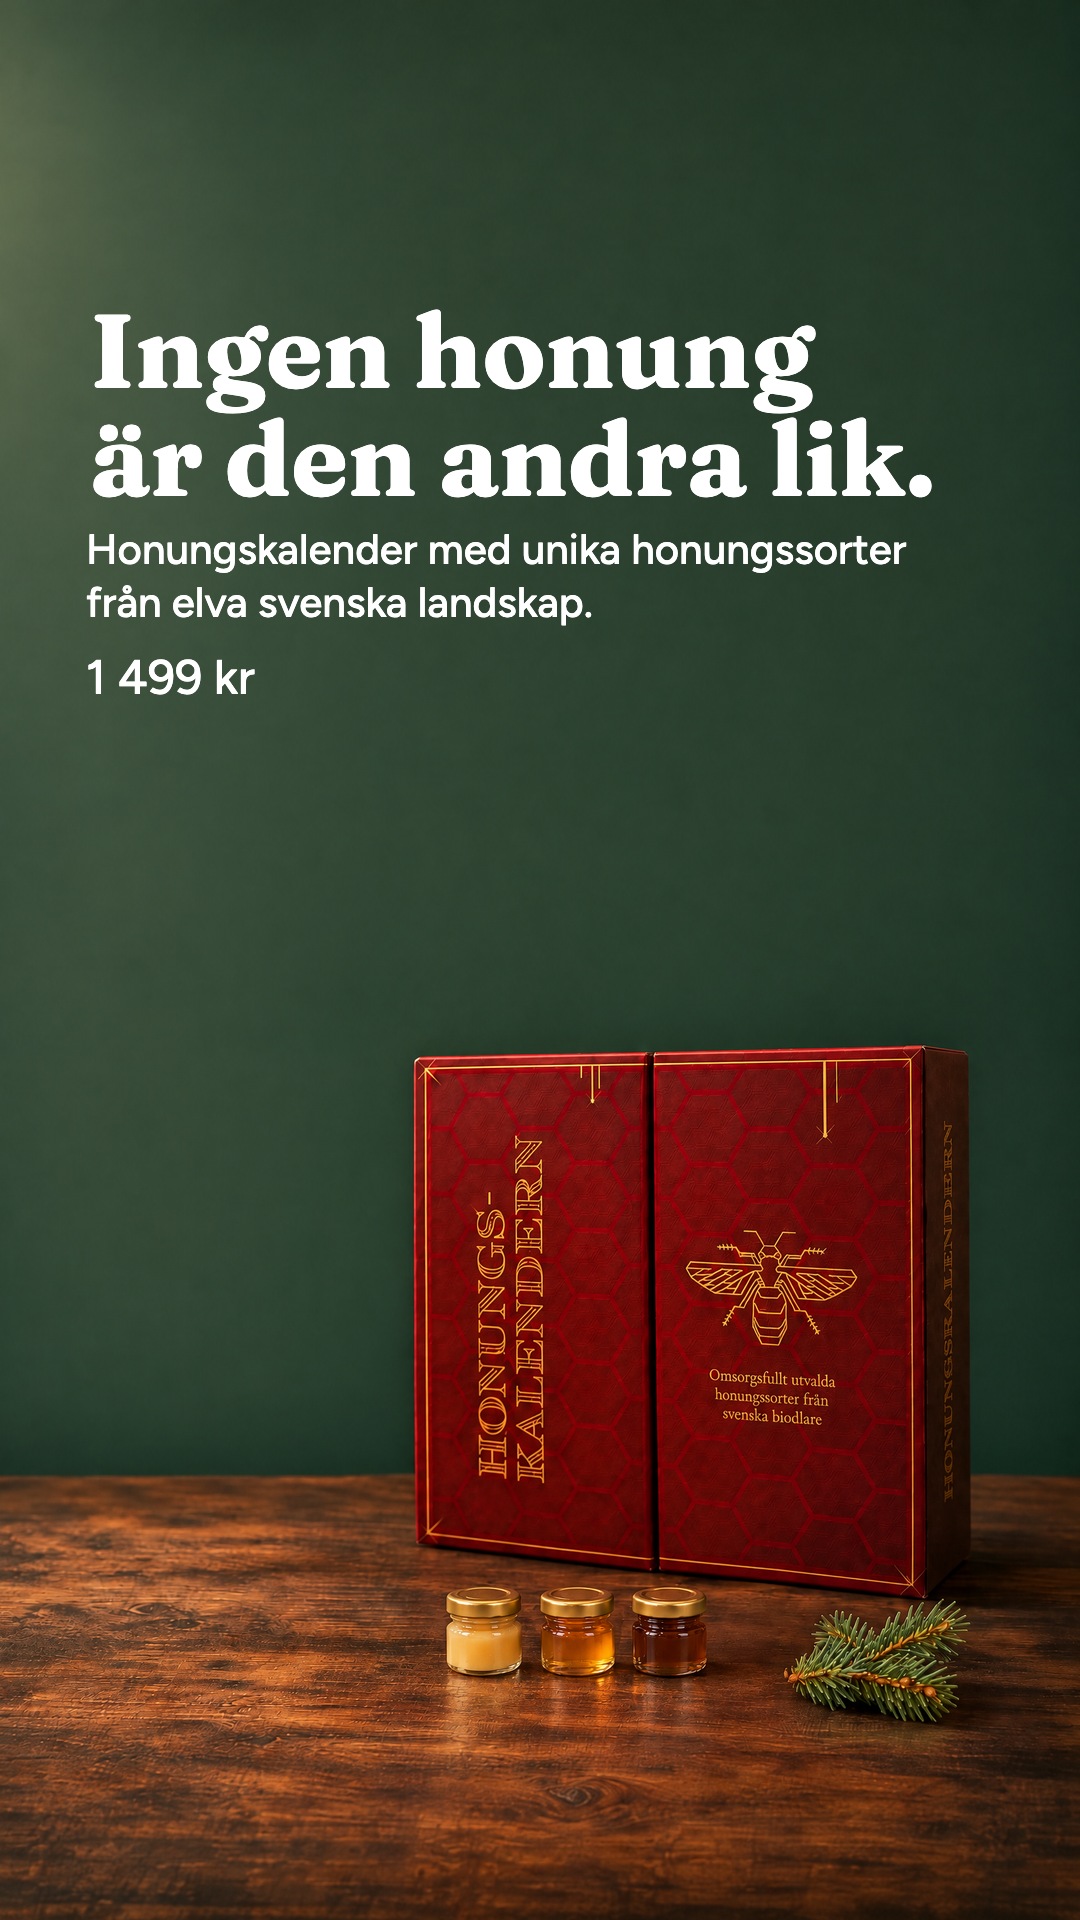 Ingen honung
är den andra lik.
Honungskalender med unika honungssorter
från elva svenska landskap.
1 499 kr
HONUNGS-
KALENDERN
Omsorgsfullt utvalda
honungssorter från
svenska biodlare
HONUNGSKALENDERN